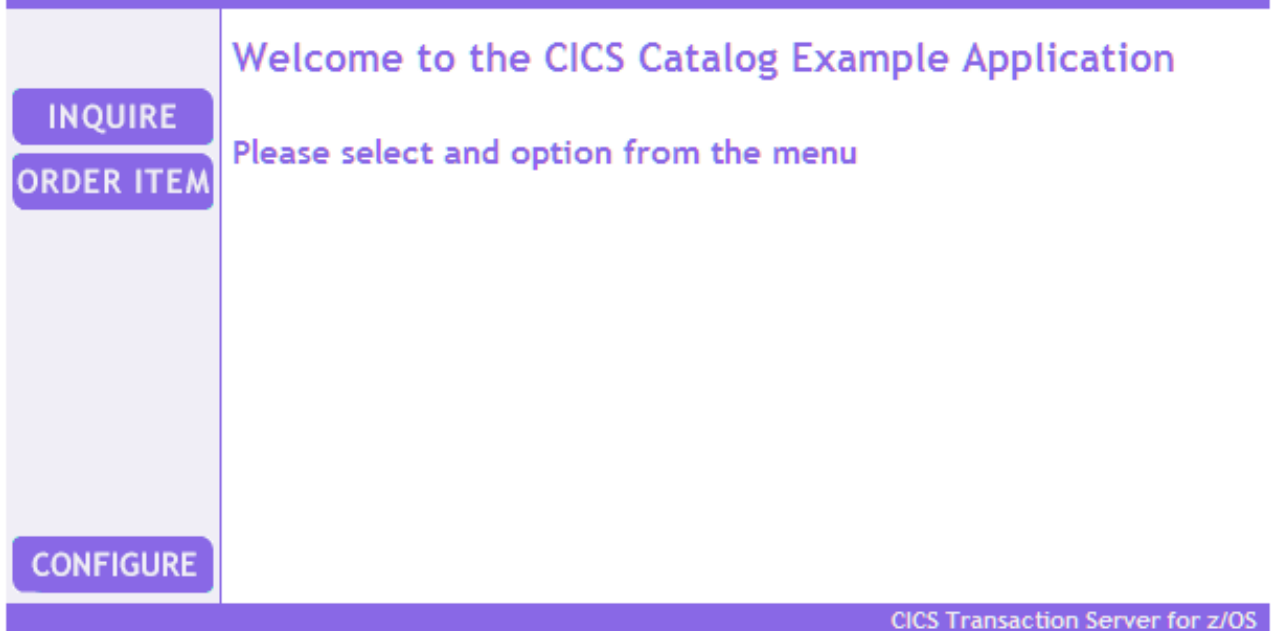 Welcome to the CICS Catalog Example Application
INQUIRE
Please select and option from the menu
ORDER ITEM
CONFIGURE
CICS Transaction Server for z/OS